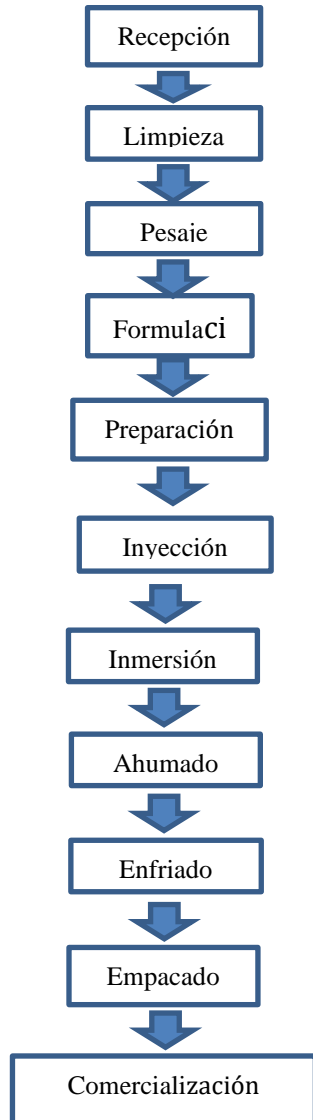 Recepción
Limpieza
Pesaje
Formulaci
Preparación
Inyección
Inmersión
Ahumado
Enfriado
Empacado
Comercialización